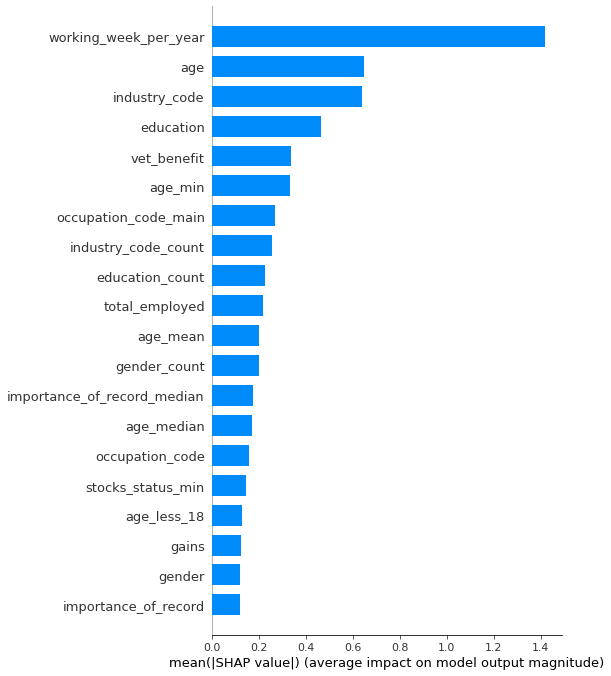 working_week_per_year
age
industry_code
education
vet_benefit
age_min
occupation_code_main
industry_code_count
education_count
total_employed
age_mean
gender_count
importance_of_record_median
age_median
occupation_code
stocks_status_min
age_less_18
gains
gender
importance_of_record
0.0 0.2 0.4 0.6 0.8 1.0 1.2 1.4
mean(|SHAP value|) (average impact on model output magnitude)